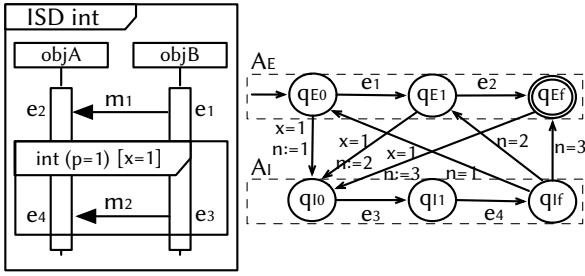 ISD int
objA objB
e2 m1 e1
int (p=1) [x=1]
e4 m2 e3
AE
qE0 e1 qE1 e2 qEf
x=1
n:=1
x=1
n:=2
x=1
n:=3
n=1
n=2
n=3
AI
qI0 e3 qI1 e4 qIf